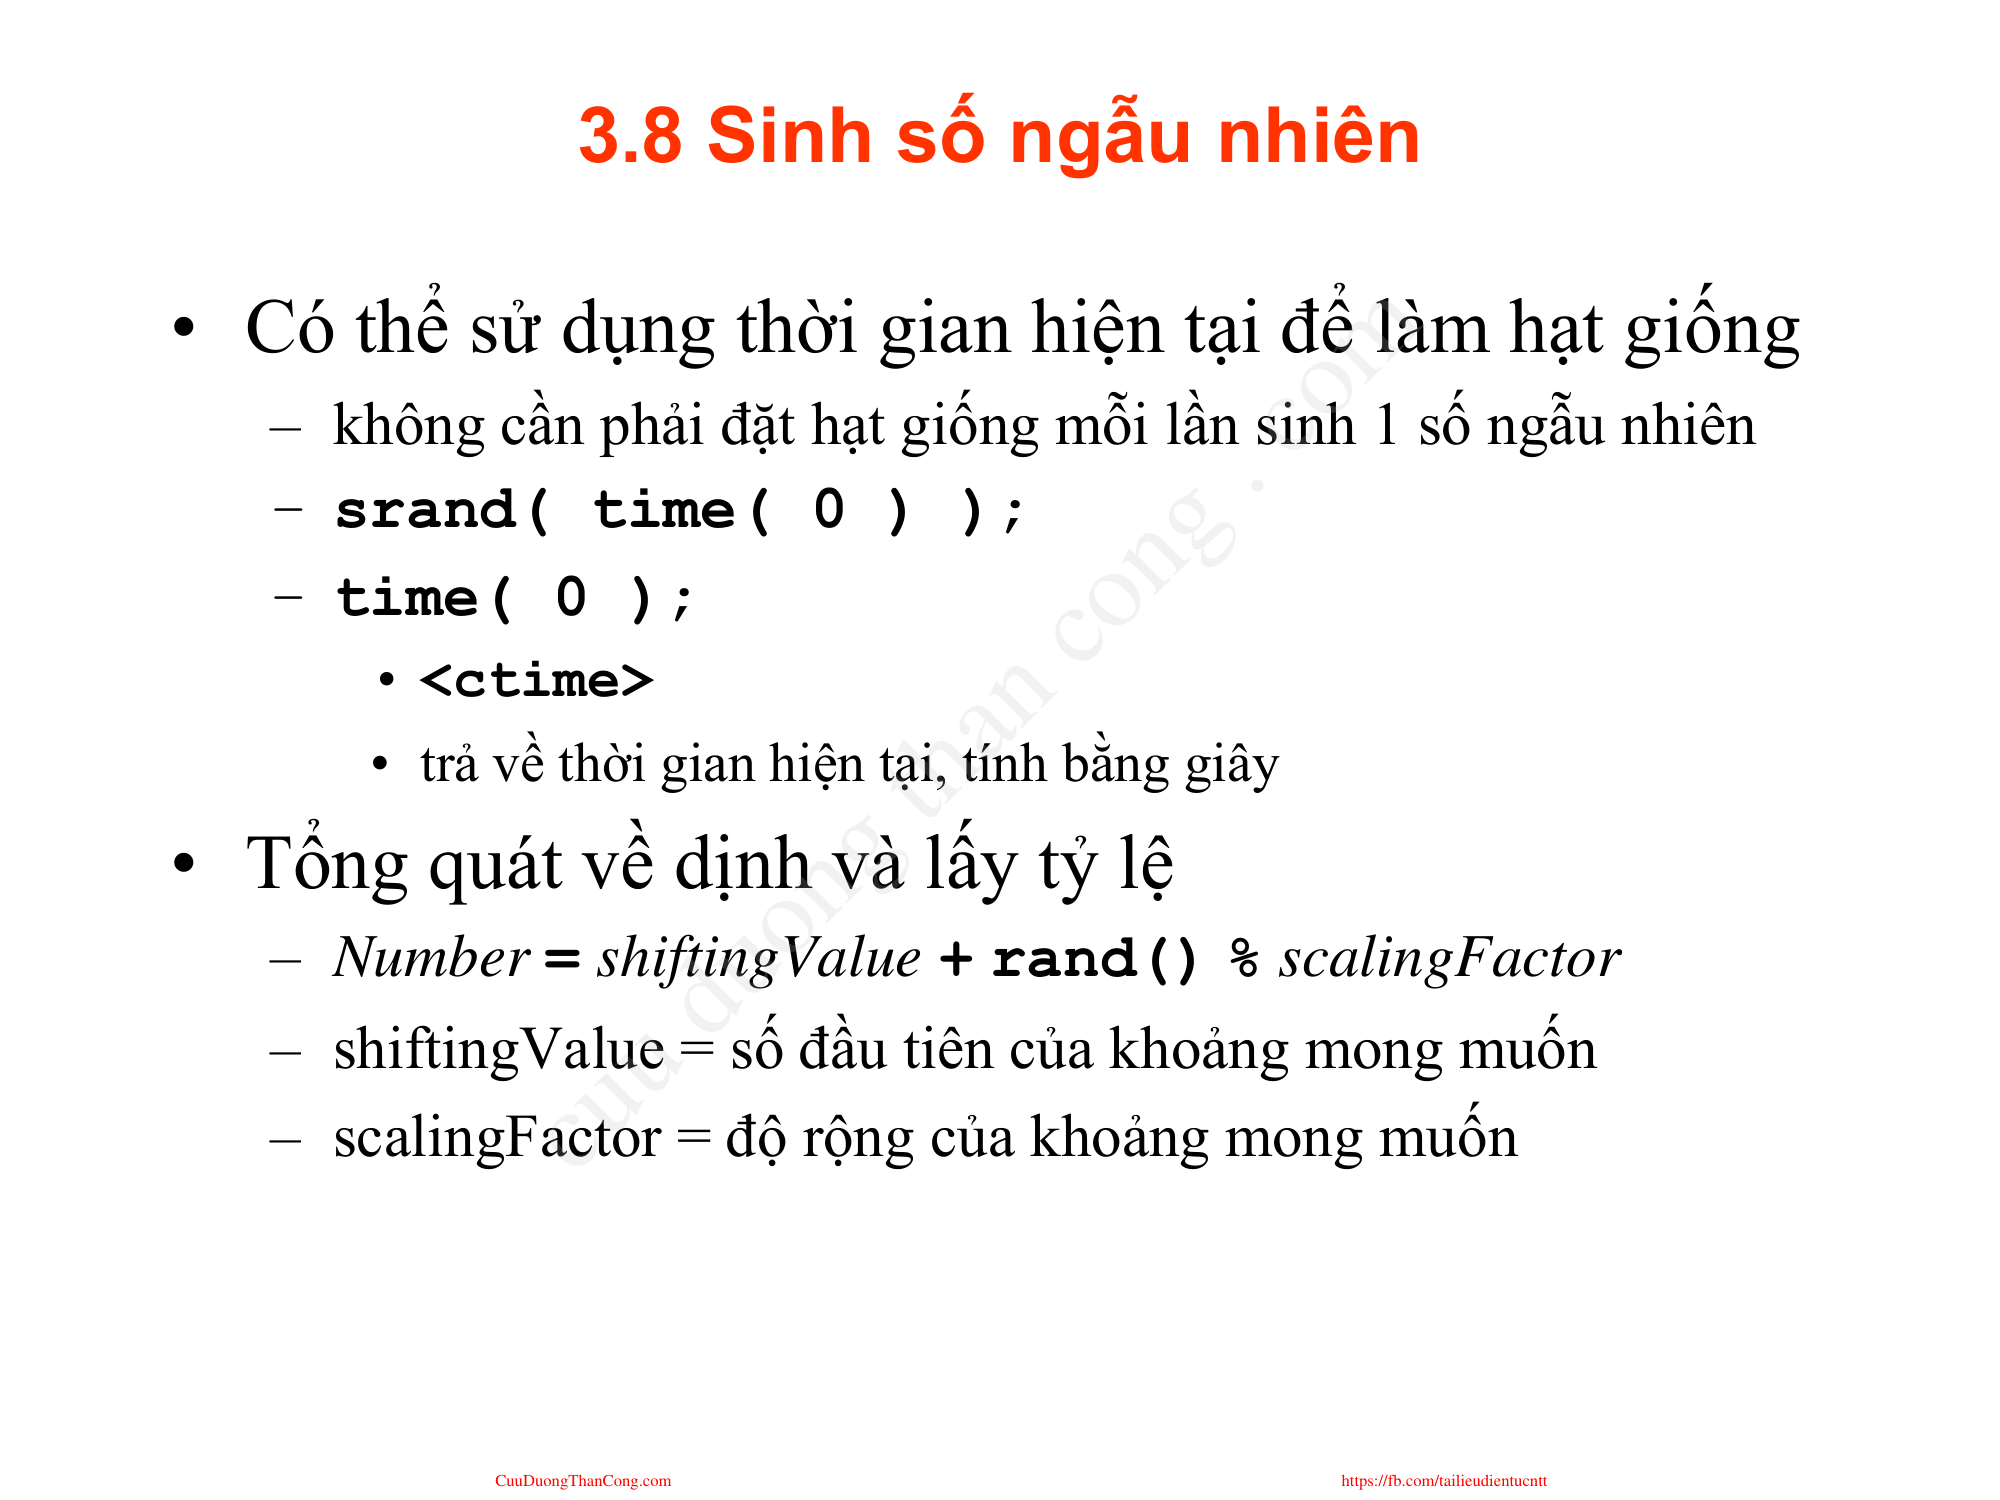 3.8 Sinh số ngẫu nhiên
• Có thể sử dụng thời gian hiện tại để làm hạt giống
– không cần phải đặt hạt giống mỗi lần sinh 1 số ngẫu nhiên
– srand( time( 0 ) );
– time( 0 );
• <ctime>
• trả về thời gian hiện tại, tính bằng giây
• Tổng quát về dịnh và lấy tỷ lệ
– Number = shiftingValue + rand() % scalingFactor
– shiftingValue = số đầu tiên của khoảng mong muốn
– scalingFactor = độ rộng của khoảng mong muốn
cuu duong than cong . com
CuuDuongThanCong.com
https://fb.com/tailieudientucntt